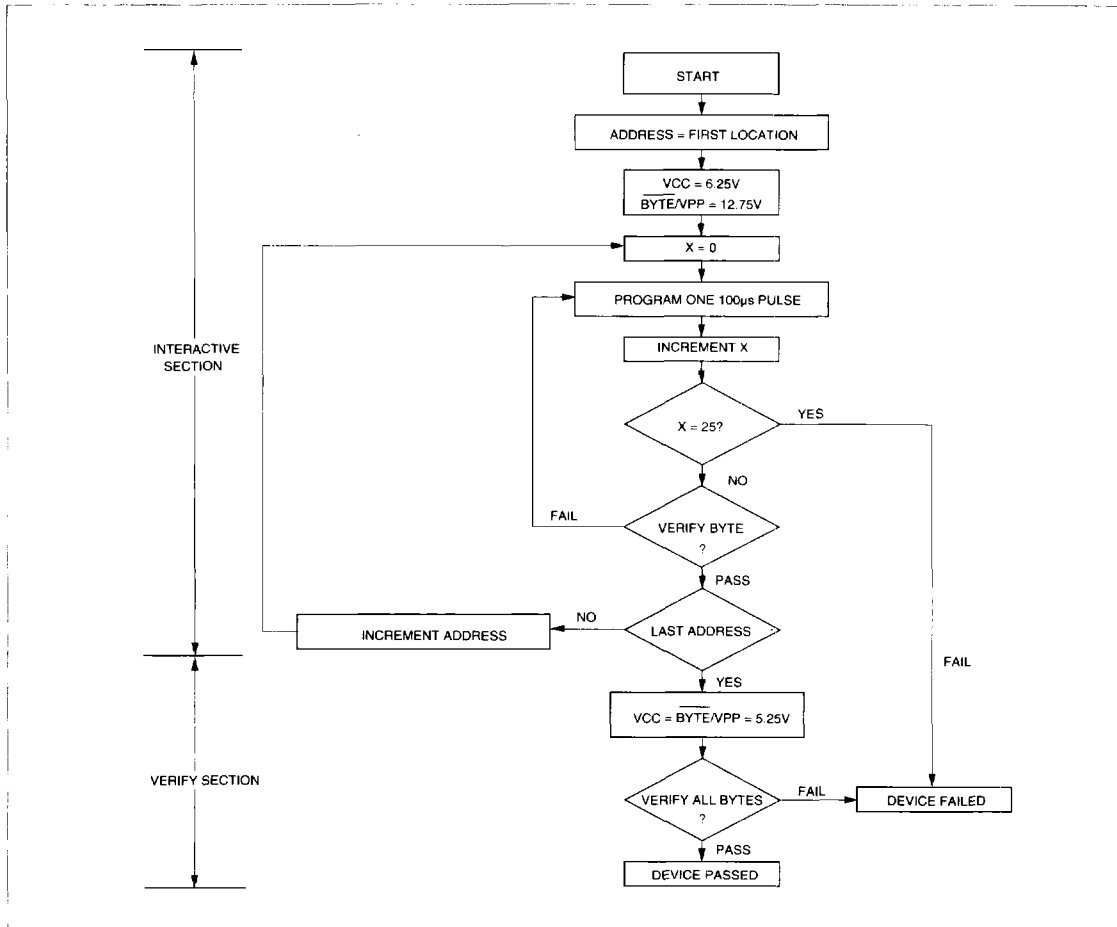 START
ADDRESS = FIRST LOCATION
VCC = 6.25V
BYTE/VPP = 12.75V
X = 0
PROGRAM ONE 100µs PULSE
INTERACTIVE
SECTION
INCREMENT X
X = 25?
YES
NO
FAIL
VERIFY BYTE
?
PASS
NO
INCREMENT ADDRESS
LAST ADDRESS
FAIL
YES
VCC = BYTE/VPP = 5.25V
VERIFY SECTION
VERIFY ALL BYTES
?
FAIL
DEVICE FAILED
PASS
DEVICE PASSED